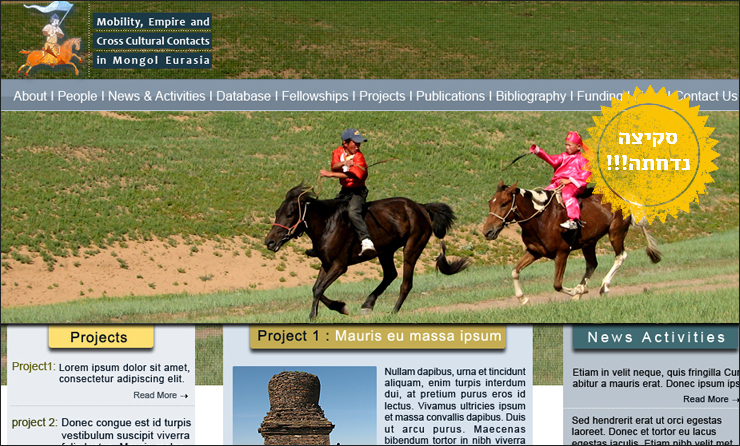 Mobility, Empire and
Cross Cultural Contacts
in Mongol Eurasia
About I People I News & Activities I Database I Fellowships I Projects I Publications I Bibliography I Funding I Contact Us
סקיצה
נדחתה!!!
Projects
Project1: Lorem ipsum dolor sit amet,
consectetur adipiscing elit.
Read More →
project 2: Donec congue est id turpis
vestibulum suscipit viverra
Project 1 : Mauris eu massa ipsum
Nullam dapibus, urna et tincidunt
aliquam, enim turpis interdum
dui, at pretium purus eros id
lectus. Vivamus ultricies ipsum
et massa convallis dapibus. Duis
ut arcu purus. Maecenas
bibendum tortor in nibh viverra
News Activities
Etiam in velit neque, quis fringilla Cur
abitur a mauris erat. Donec ipsum ips
Read More
Sed hendrerit erat ut orci egestas
laoreet. Donec et tortor eu lacus
egestas iaculis. Etiam nibh velit met